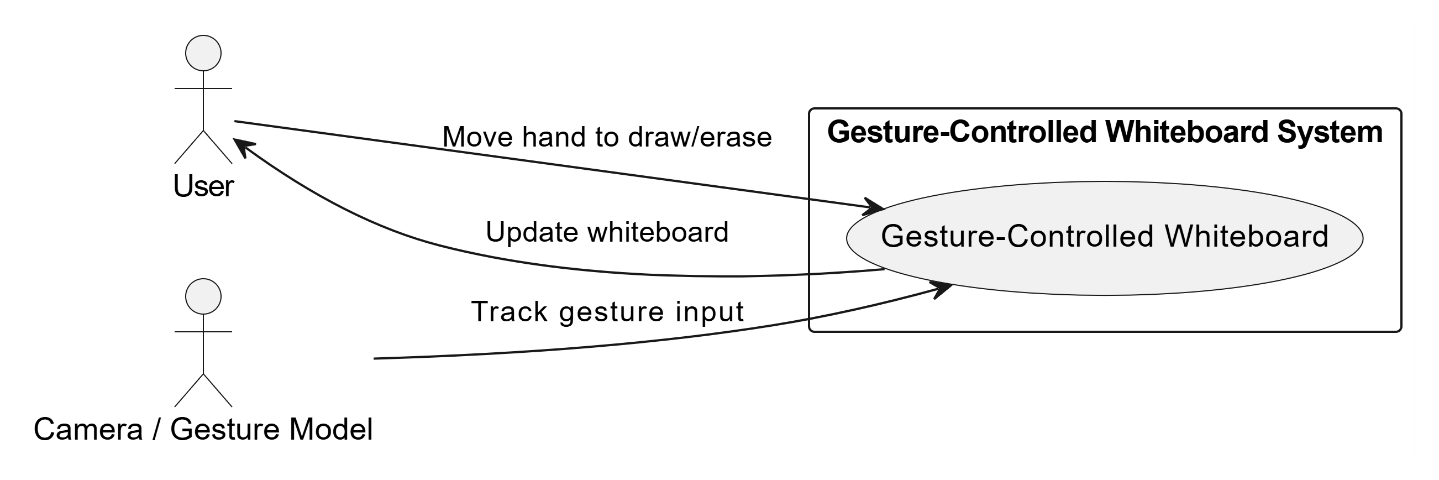 Gesture-Controlled Whiteboard System
Move hand to draw/erase
User
Update whiteboard
Gesture-Controlled Whiteboard
Track gesture input
Camera / Gesture Model